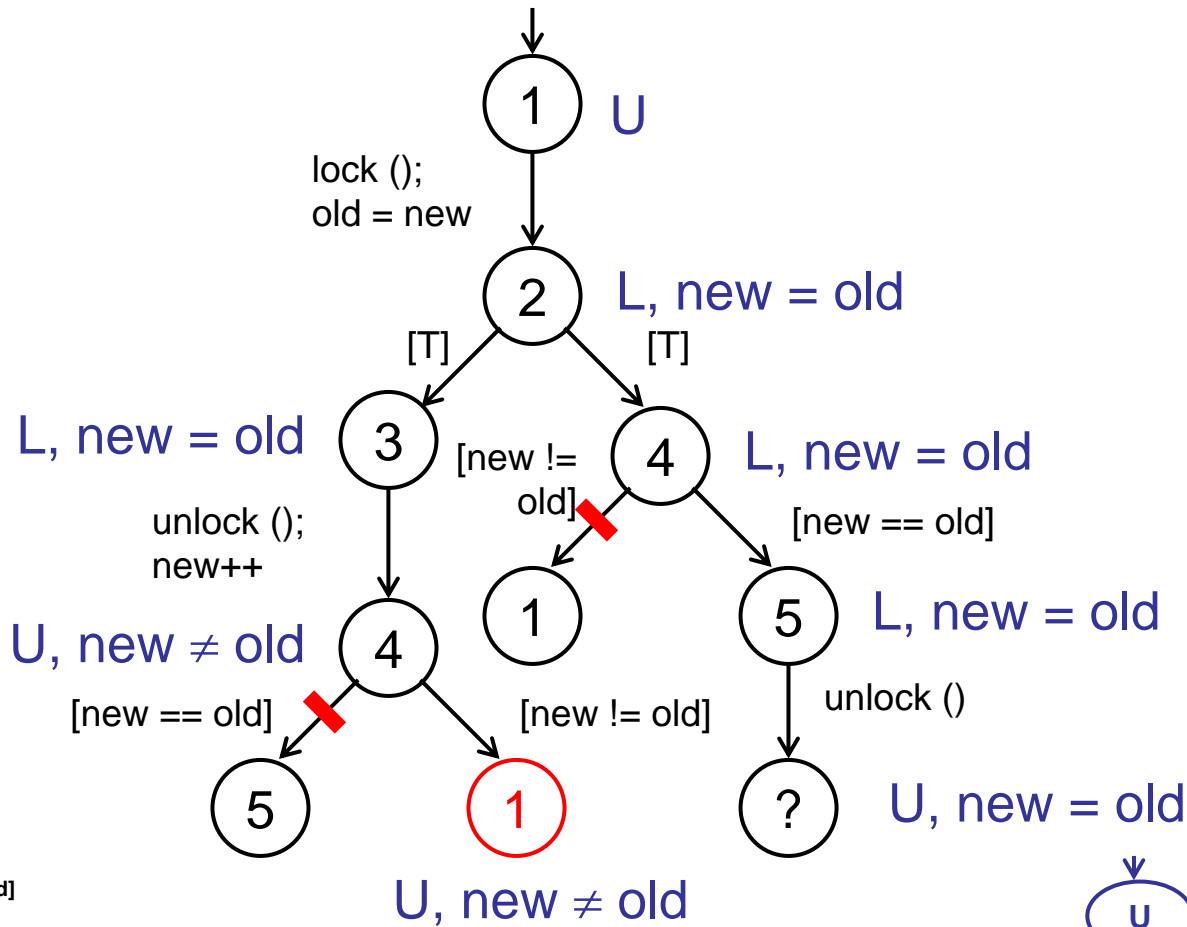 1
U
lock ();
old = new
2
L, new = old
[T]
[T]
L, new = old
3
[new !=
old]
4
L, new = old
unlock ();
new++
[new == old]
1
5
L, new = old
U, new ≠ old
4
unlock ()
[new == old]
[new != old]
5
1
?
U, new = old
d]
U, new ≠ old
U